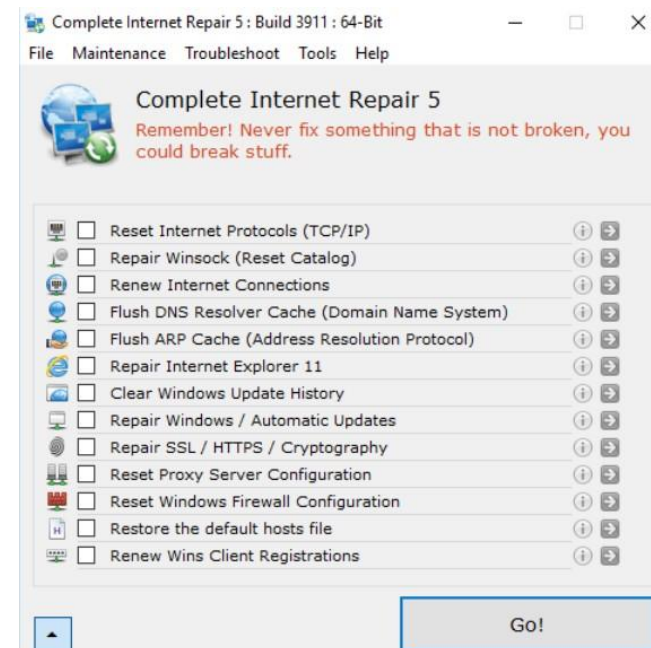 Complete Internet Repair 5 : Build 3911 : 64-Bit
File Maintenance Troubleshoot Tools Help
Complete Internet Repair 5
Remember! Never fix something that is not broken, you
could break stuff.
Reset Internet Protocols (TCP/IP)
Repair Winsock (Reset Catalog)
Renew Internet Connections
Flush DNS Resolver Cache (Domain Name System)
Flush ARP Cache (Address Resolution Protocol)
Repair Internet Explorer 11
Clear Windows Update History
Repair Windows / Automatic Updates
Repair SSL / HTTPS / Cryptography
Reset Proxy Server Configuration
Reset Windows Firewall Configuration
Restore the default hosts file
Renew Wins Client Registrations
Go!